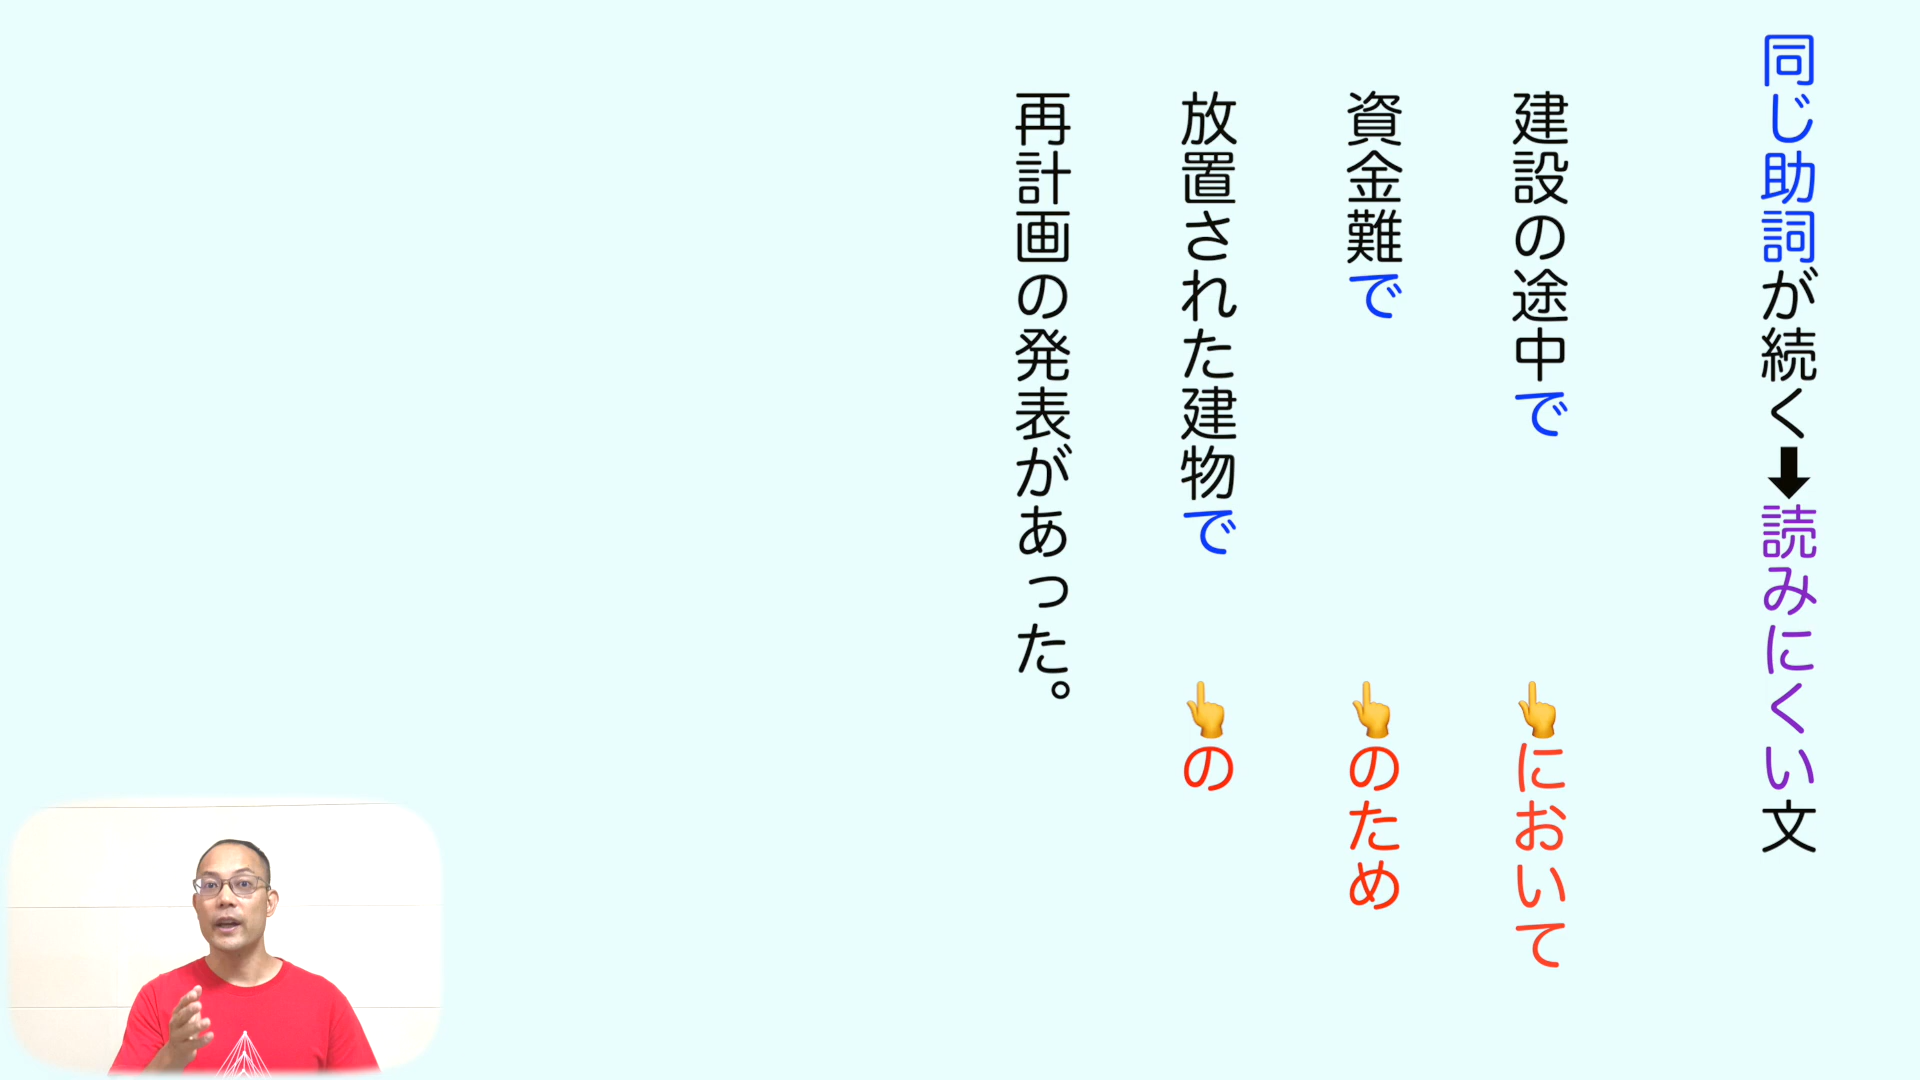 同じ助詞が続く➡読みにくい文
建設の途中で 👆において
資金難で 👆のため
放置された建物で 👆の
再計画の発表があった。